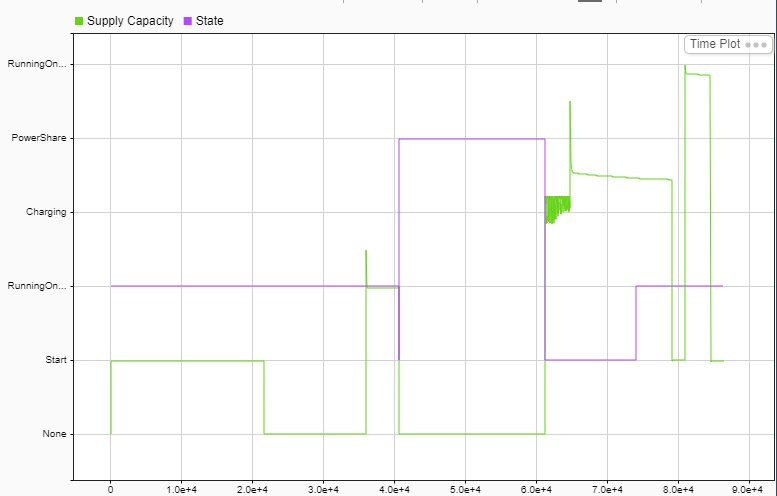 Supply Capacity State
Time Plot
RunningOn...
PowerShare
Charging
RunningOn...
Start
None
0 1.0e+4 2.0e+4 3.0e+4 4.0e+4 5.0e+4 6.0e+4 7.0e+4 8.0e+4 9.0e+4